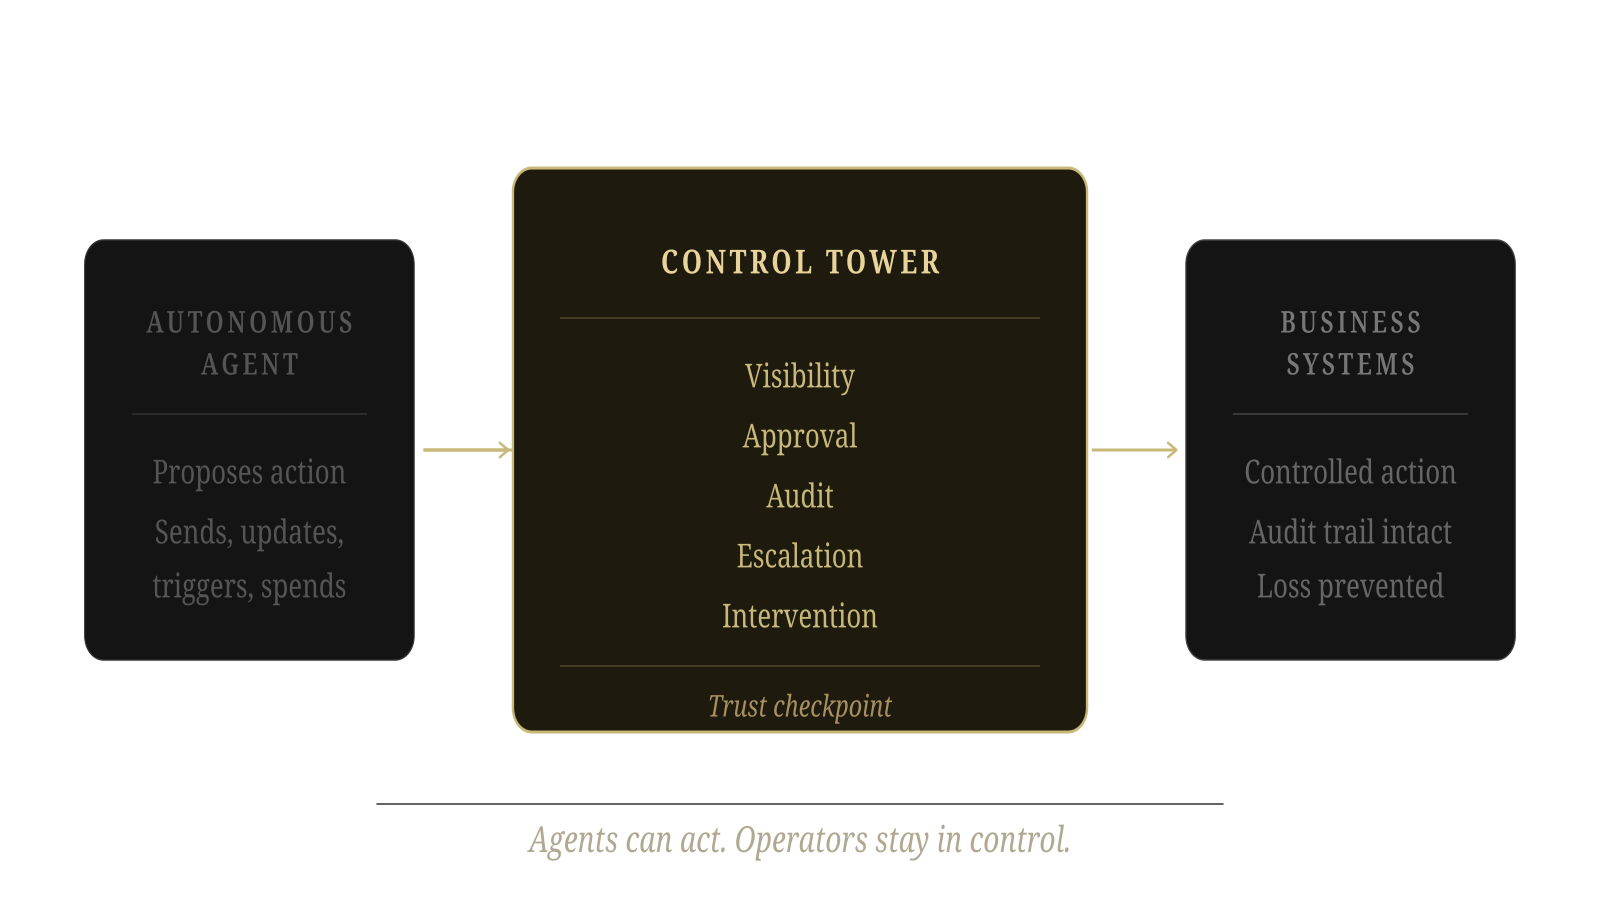 AUTONOMOUS
AGENT
Proposes action
Sends, updates,
triggers, spends
CONTROL TOWER
Visibility
Approval
Audit
Escalation
Intervention
Trust checkpoint
BUSINESS
SYSTEMS
Controlled action
Audit trail intact
Loss prevented
Agents can act. Operators stay in control.